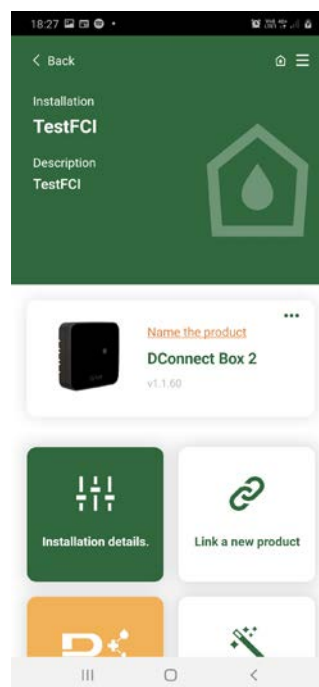 18:27
Back
Installation
TestFCI
Description
TestFCI
Name the product
DConnect Box 2
v1.1.60
Installation details.
Link a new product